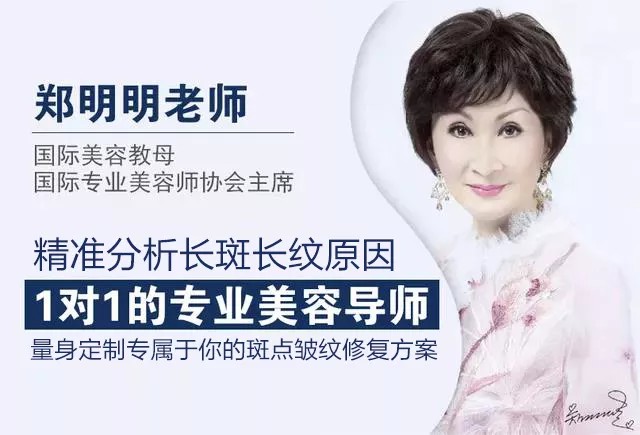 郑明明老师
国际美容教母
国际专业美容师协会主席
精准分析长斑长纹原因
1对1的专业美容导师
量身定制专属于你的斑点皱纹修复方案